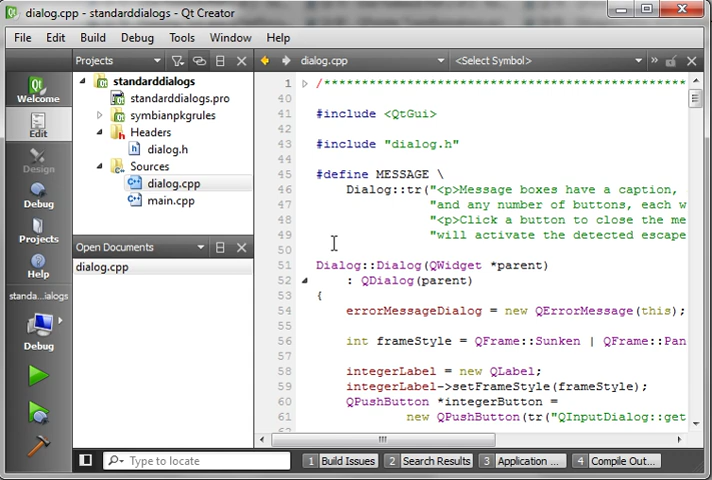 dialog.cpp - standarddialogs - Qt Creator
File Edit Build Debug Tools Window Help
Projects
dialog.cpp
<Select Symbol>
Welcome
Edit
Design
Debug
Projects
Help
standa...ialogs
Debug
standarddialogs
standarddialogs.pro
symbianpkgrules
Headers
dialog.h
Sources
dialog.cpp
main.cpp
Open Documents
dialog.cpp
1 /**************************************************
40
41 #include <QtGui>
42
43 #include "dialog.h"
44
45 #define MESSAGE \
46 Dialog::tr("<p>Message boxes have a caption,
47 "and any number of buttons, each w
48 "<p>Click a button to close the me
49 "will activate the detected escape
50
51 Dialog::Dialog(QWidget *parent)
52 : QDialog(parent)
53 {
54 errorMessageDialog = new QErrorMessage(this);
55
56 int frameStyle = QFrame::Sunken | QFrame::Pan
57
58 integerLabel = new QLabel;
59 integerLabel->setFrameStyle(frameStyle);
60 QPushButton *integerButton =
61 new QPushButton(tr("QInputDialog::get
Type to locate
1 Build Issues
2 Search Results
3 Application ...
4 Compile Out...